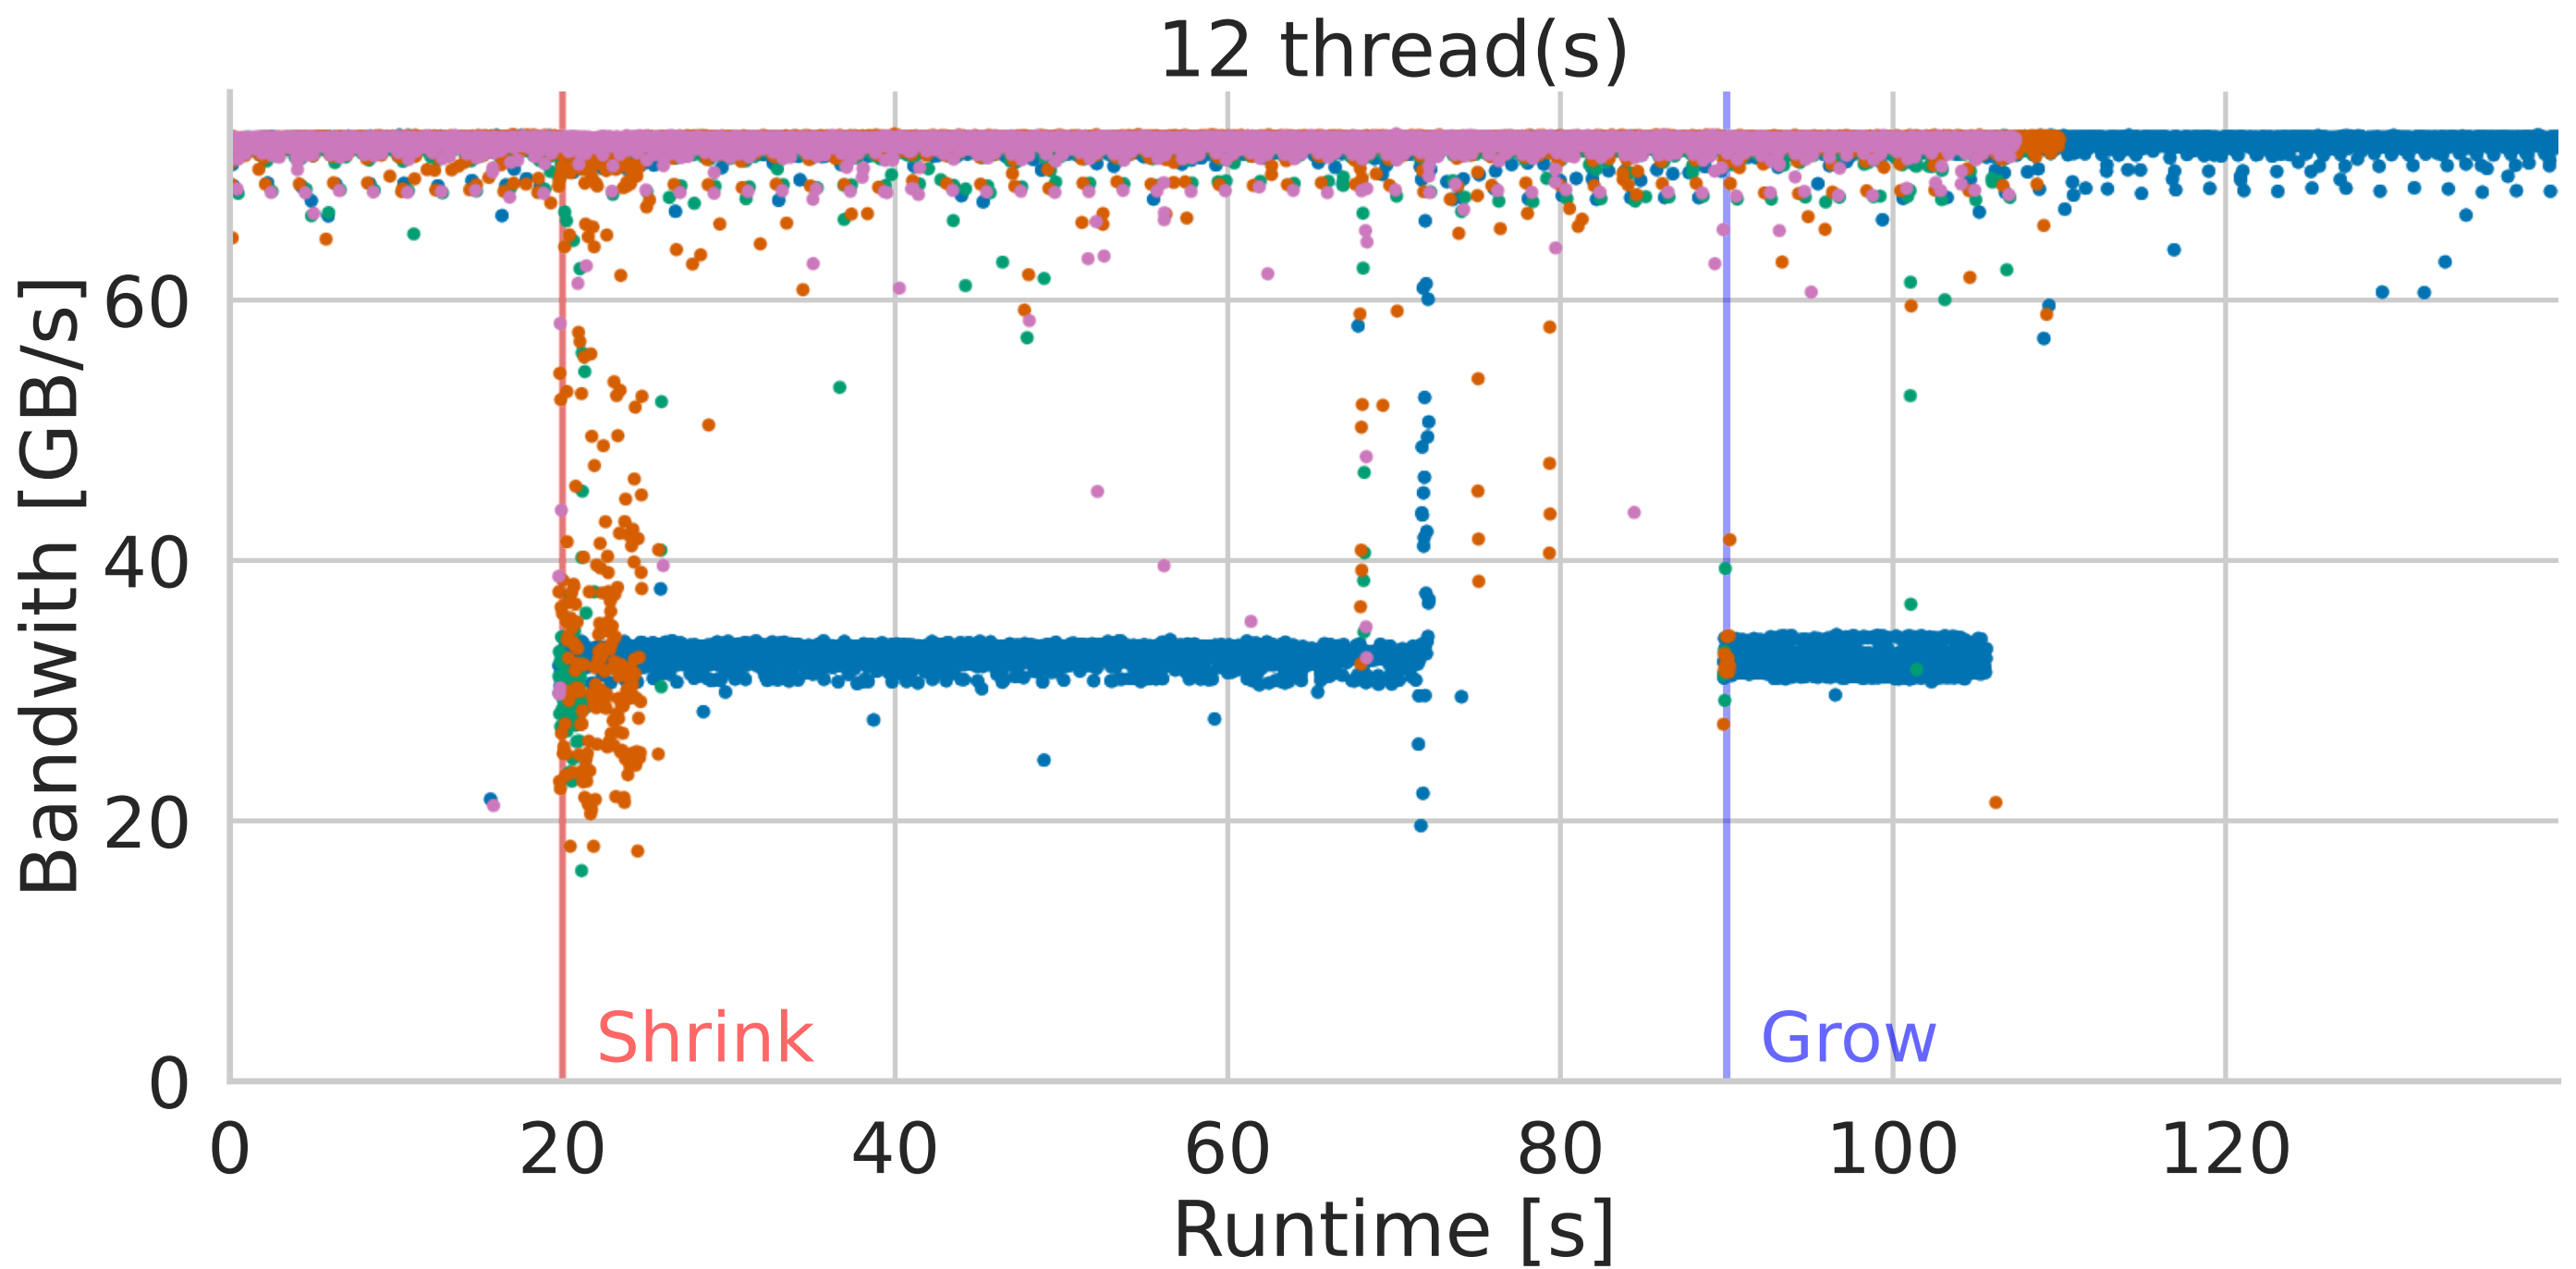 12 thread(s)
Bandwith [GB/s]
60
40
20
0
Shrink
Grow
0 20 40 60 80 100 120
Runtime [s]